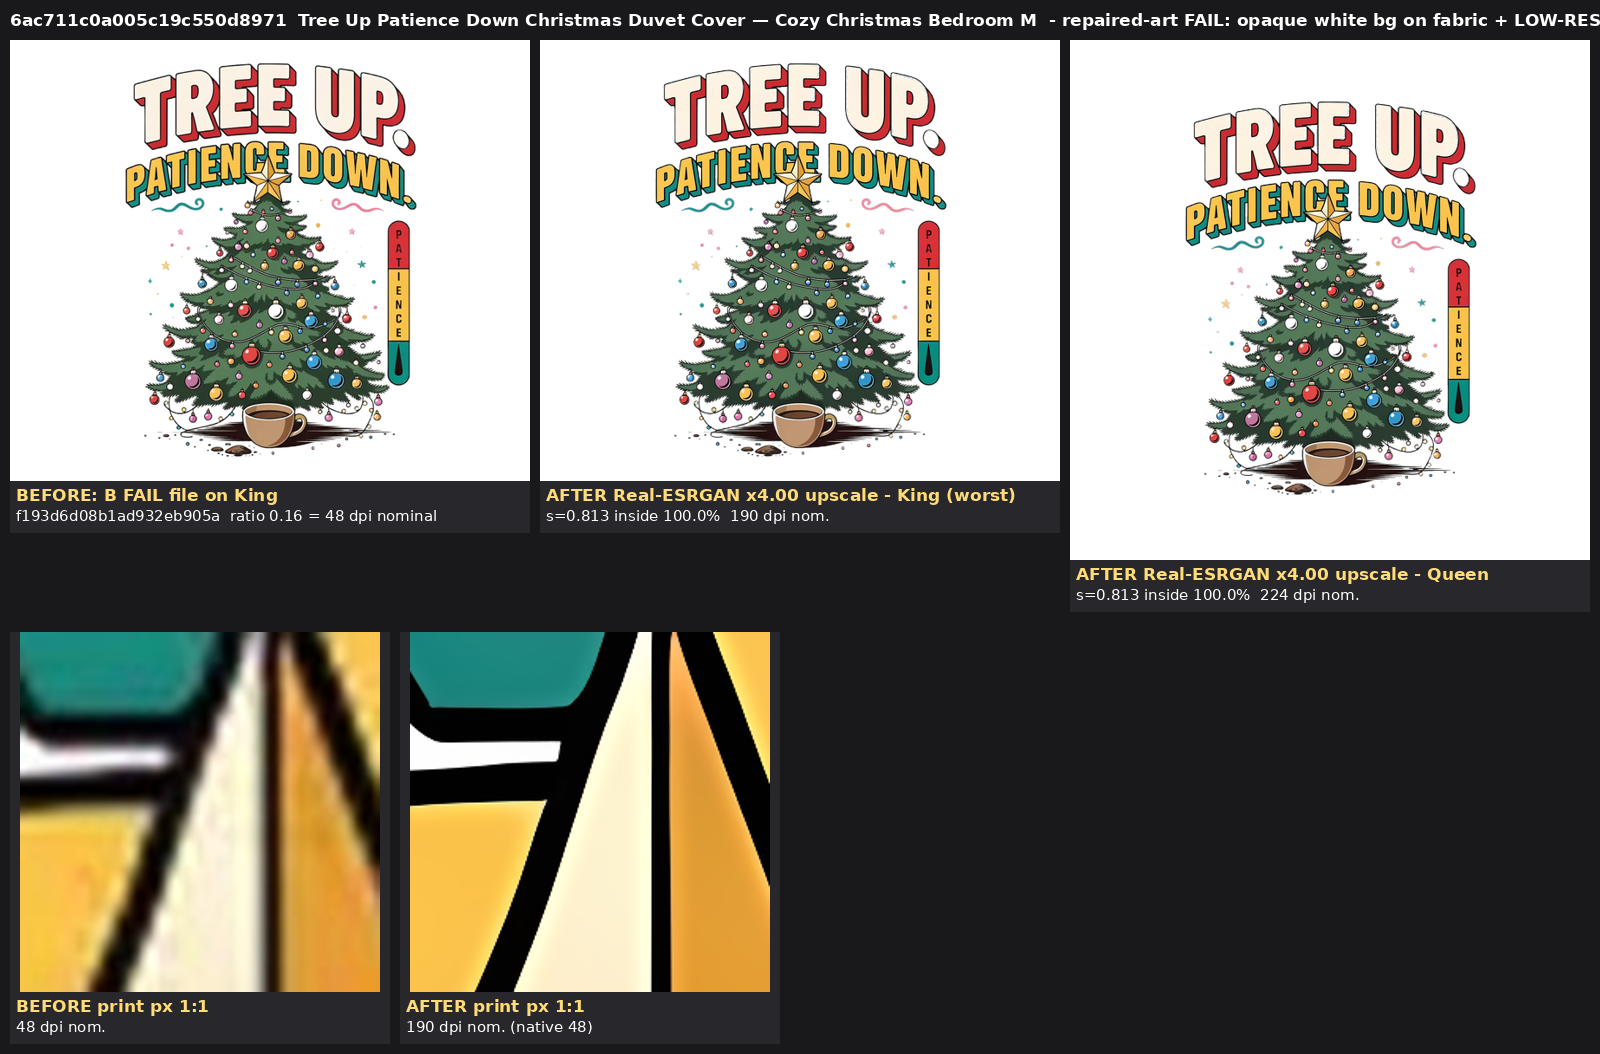 6ac711c0a005c19c550d8971 Tree Up Patience Down Christmas Duvet Cover — Cozy Christmas Bedroom M - repaired-art FAIL: opaque white bg on fabric + LOW-RES
TREE UP.
PATIENCE DOWN.
PATIENCE
BEFORE: B FAIL file on King
f193d6d08b1ad932eb905a ratio 0.16 = 48 dpi nominal
TREE UP.
PATIENCE DOWN.
PATIENCE
AFTER Real-ESRGAN x4.00 upscale - King (worst)
s=0.813 inside 100.0% 190 dpi nom.
TREE UP.
PATIENCE DOWN.
PATIENCE
AFTER Real-ESRGAN x4.00 upscale - Queen
s=0.813 inside 100.0% 224 dpi nom.
BEFORE print px 1:1
48 dpi nom.
AFTER print px 1:1
190 dpi nom. (native 48)